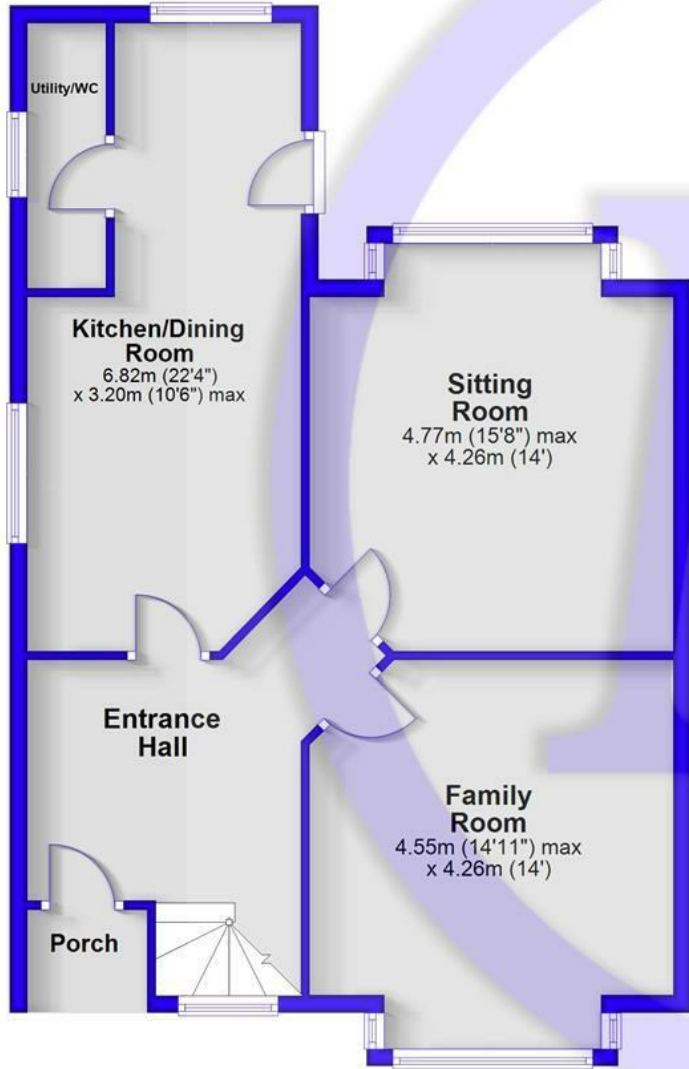 Utility/WC
Kitchen/Dining
Room
6.82m (22'4")
x 3.20m (10'6") max
Sitting
Room
4.77m (15'8") max
x 4.26m (14')
Entrance
Hall
Family
Room
4.55m (14'11") max
x 4.26m (14')
Porch